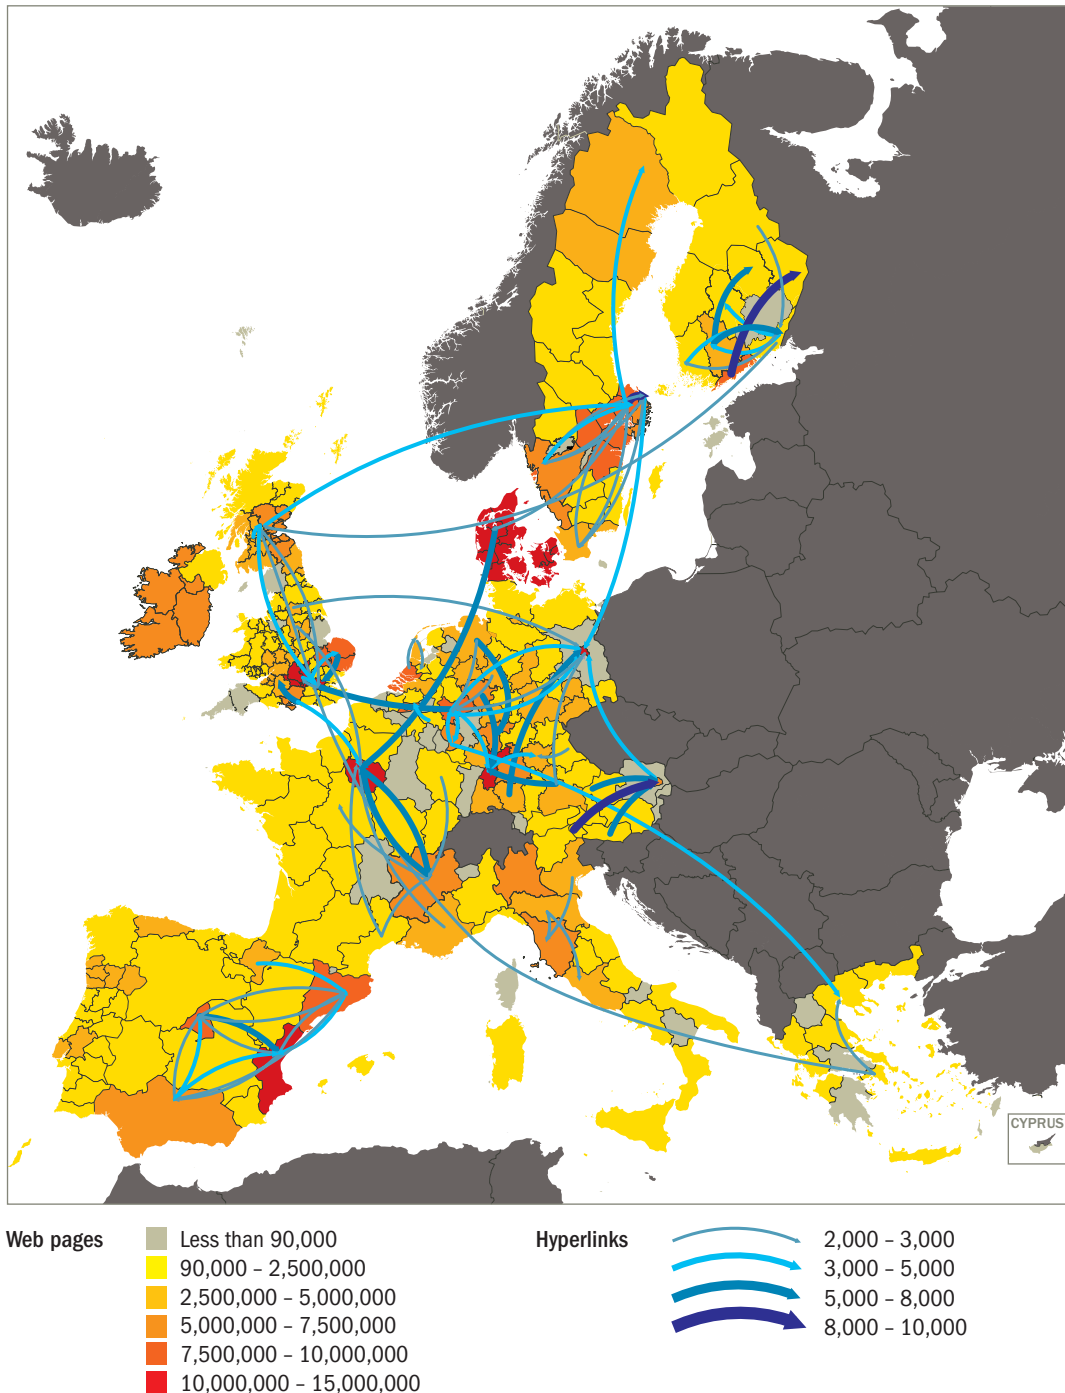 CYPRUS
Web pages
Less than 90,000
90,000 – 2,500,000
2,500,000 – 5,000,000
5,000,000 – 7,500,000
7,500,000 – 10,000,000
10,000,000 – 15,000,000
Hyperlinks
2,000 – 3,000
3,000 – 5,000
5,000 – 8,000
8,000 – 10,000